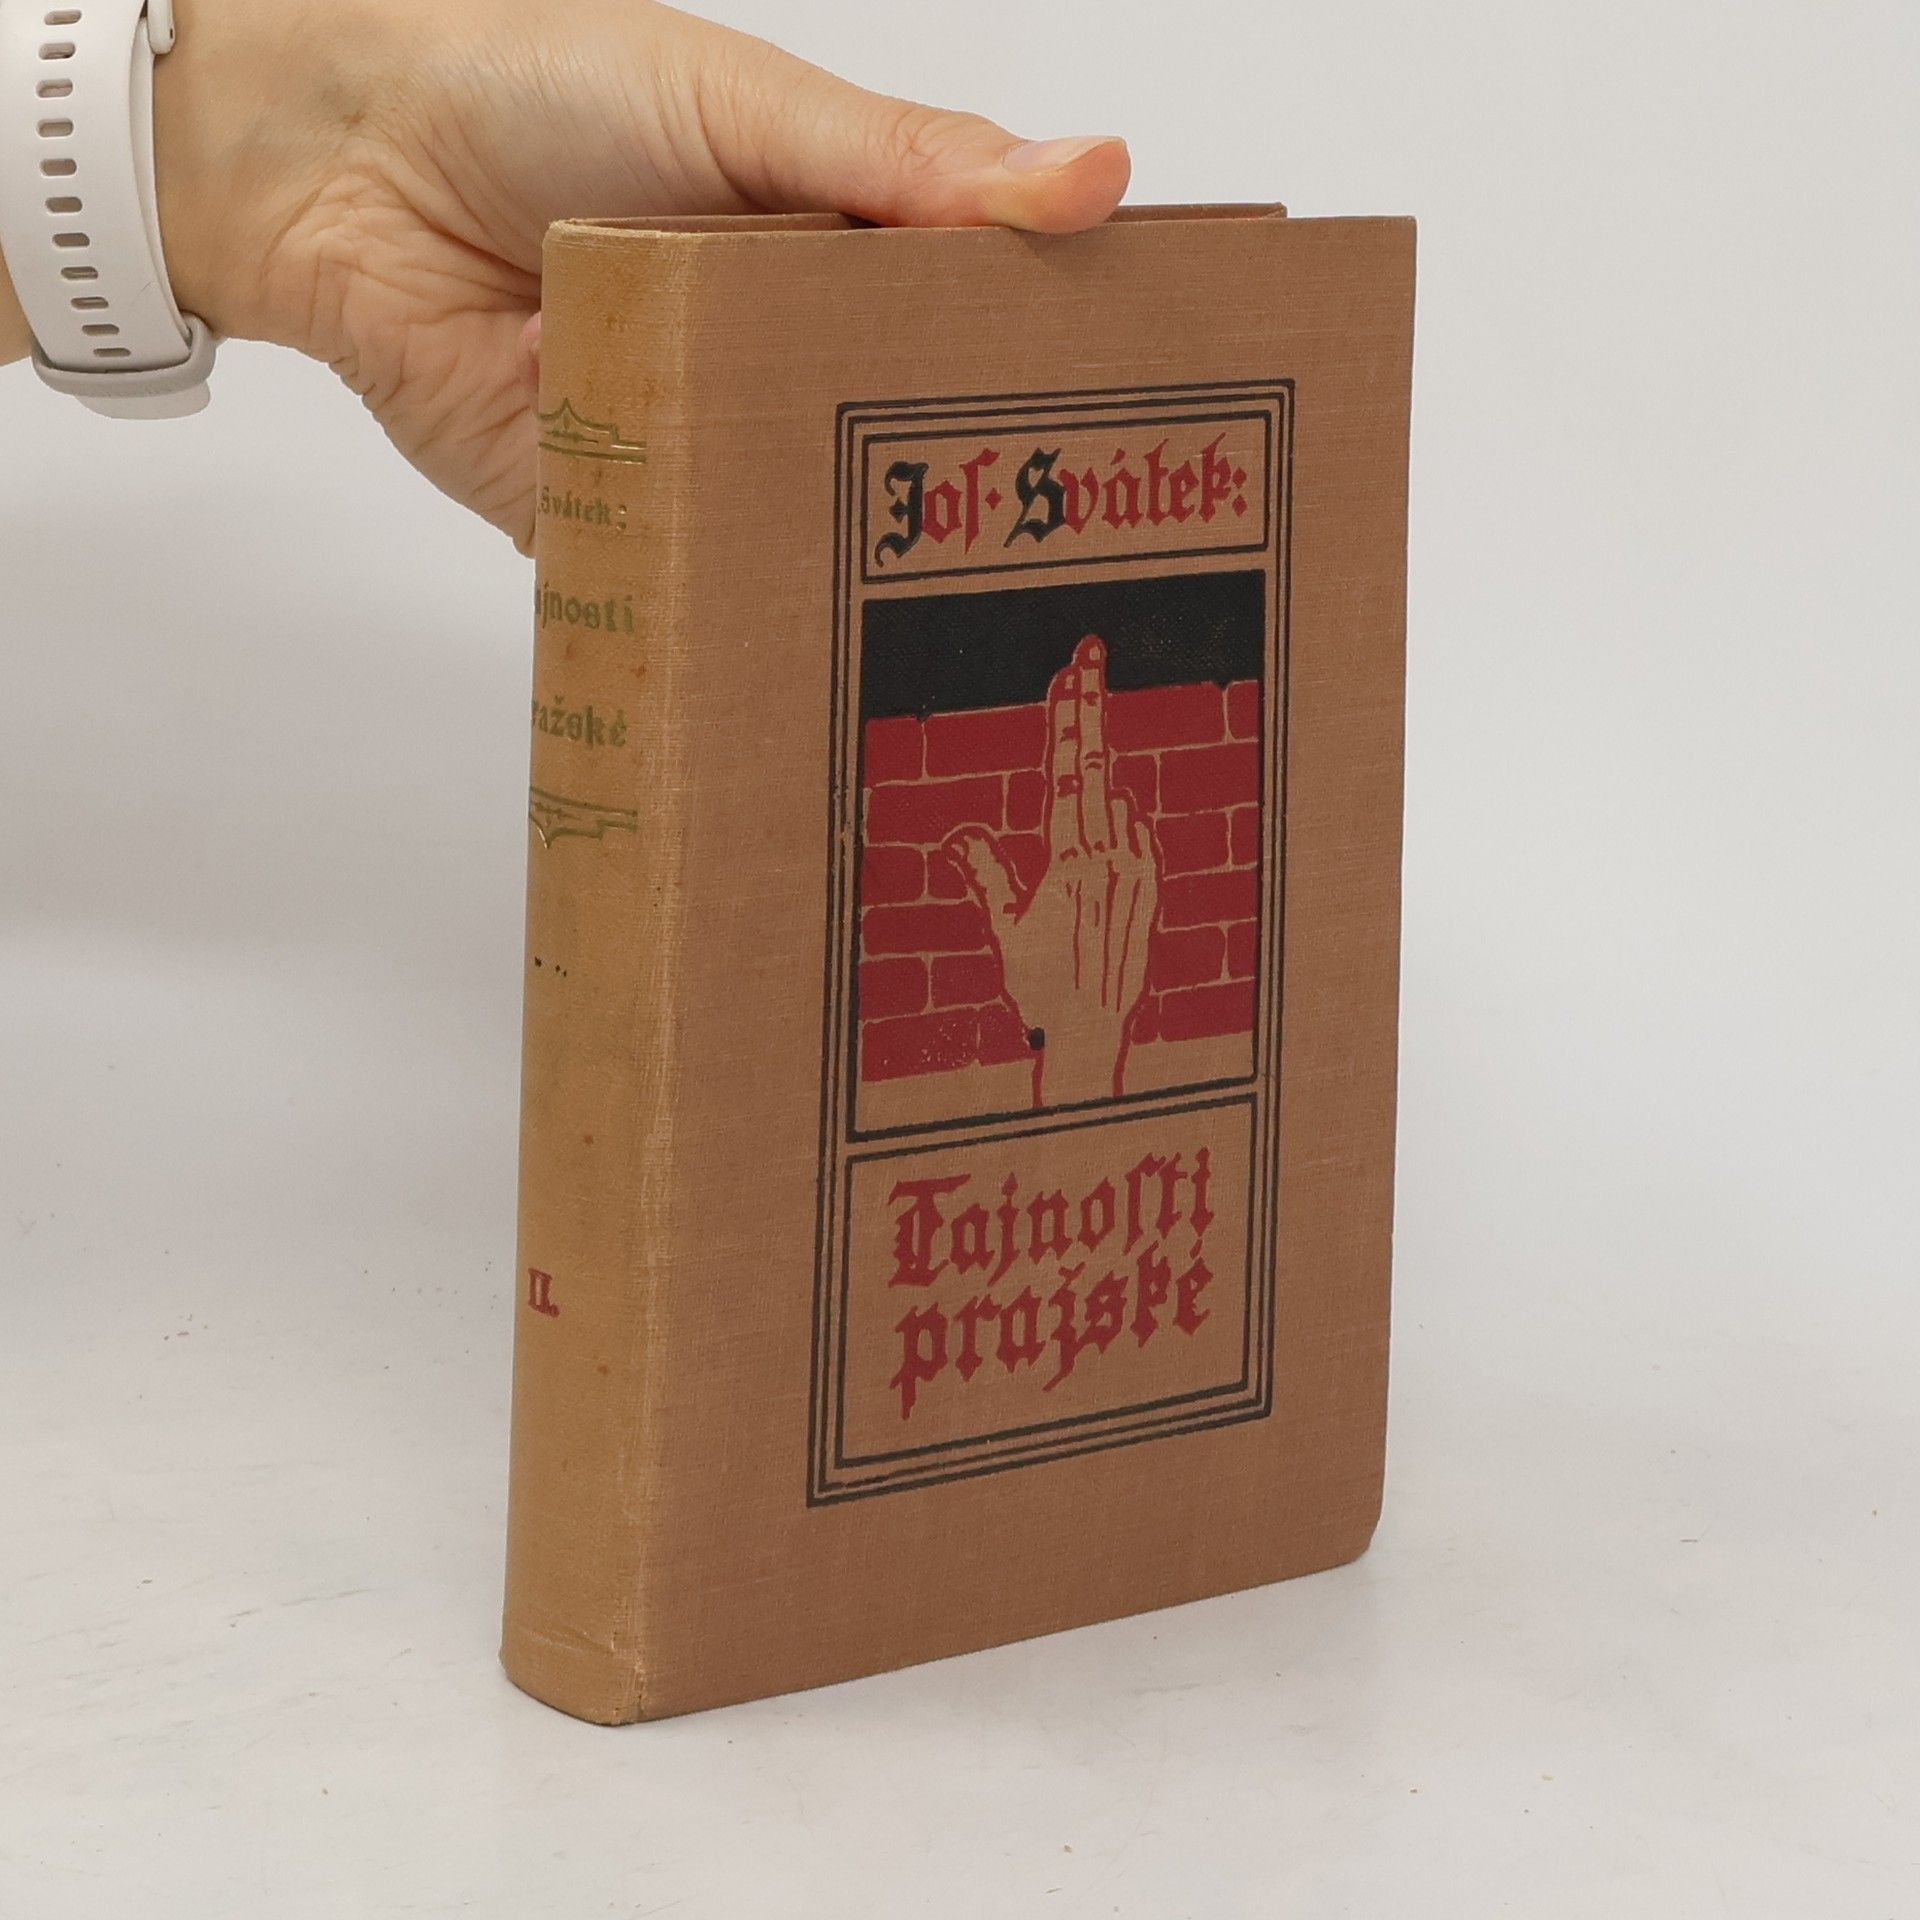 Svátek:
ajnosti
ražské
II.
Jos. Svátek:
Tajnosti
pražské